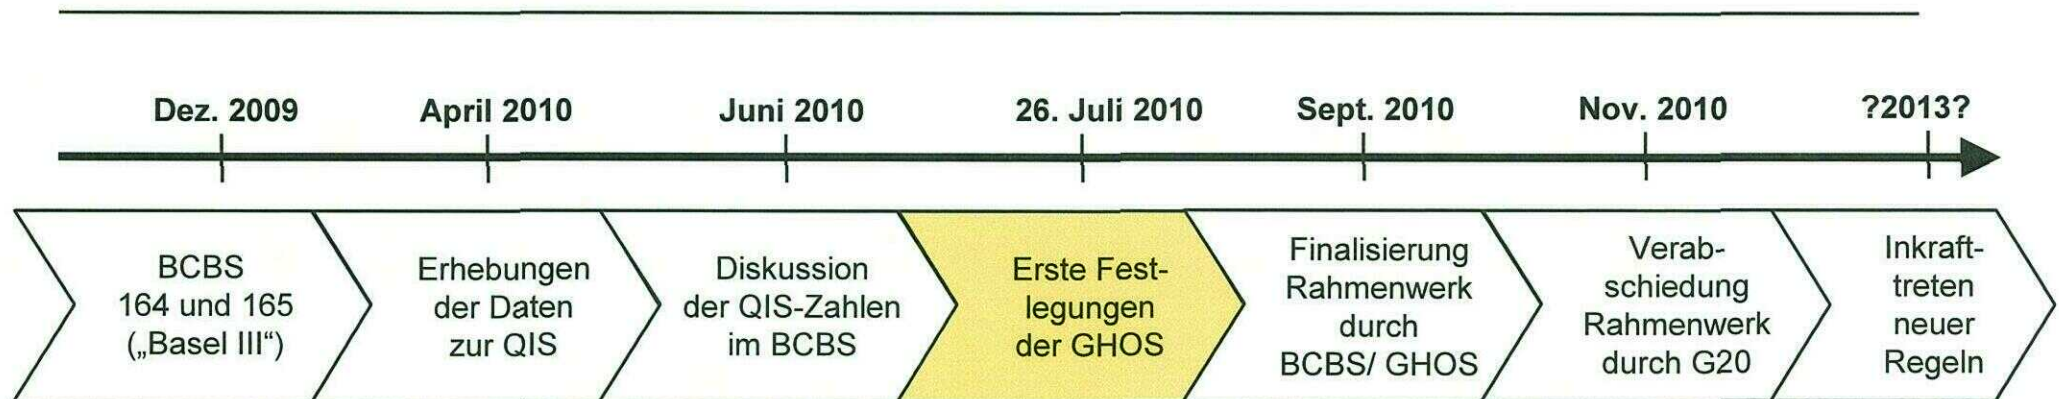 Dez. 2009
April 2010
Juni 2010
26. Juli 2010
Sept. 2010
Nov. 2010
?2013?
BCBS
164 und 165
(„Basel III“)
Erhebungen
der Daten
zur QIS
Diskussion
der QIS-Zahlen
im BCBS
Erste Fest-
legungen
der GHOS
Finalisierung
Rahmenwerk
durch
BCBS/ GHOS
Verab-
schiedung
Rahmenwerk
durch G20
Inkraft-
treten
neuer
Regeln